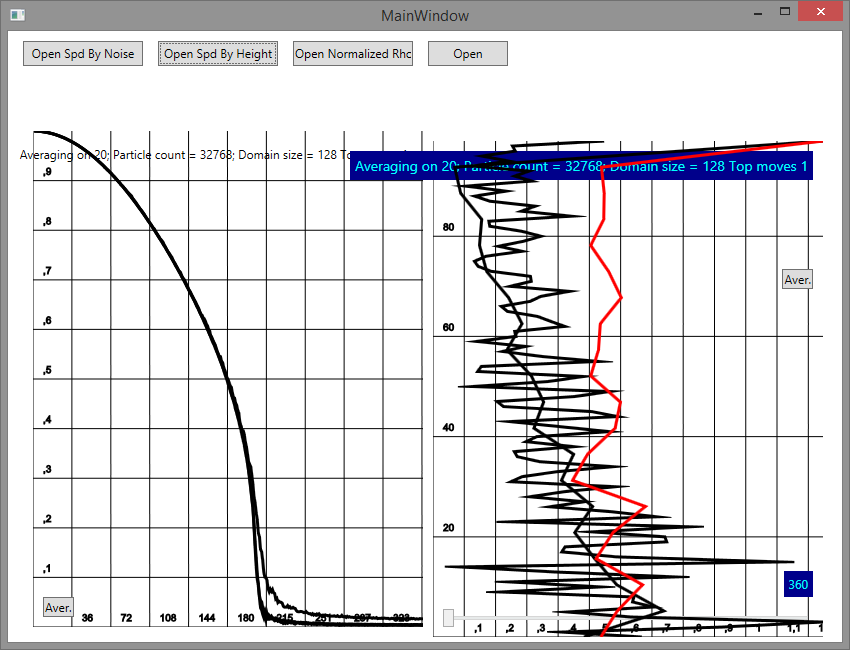 MainWindow
Open Spd By Noise
Open Spd By Height
Open Normalized Rhc
Open
Averaging on 20; Particle count = 32768; Domain size = 128
Averaging on 20; Particle count = 32768; Domain size = 128 Top moves 1
,9
,8
,7
,6
,5
,4
,3
,2
,1
Aver.
36 72 108 144 180 215 251 287 323
80
60
40
20
Aver.
360
,1 ,2 ,3 ,4 ,5 ,6 ,7 ,8 ,9 1 1,1